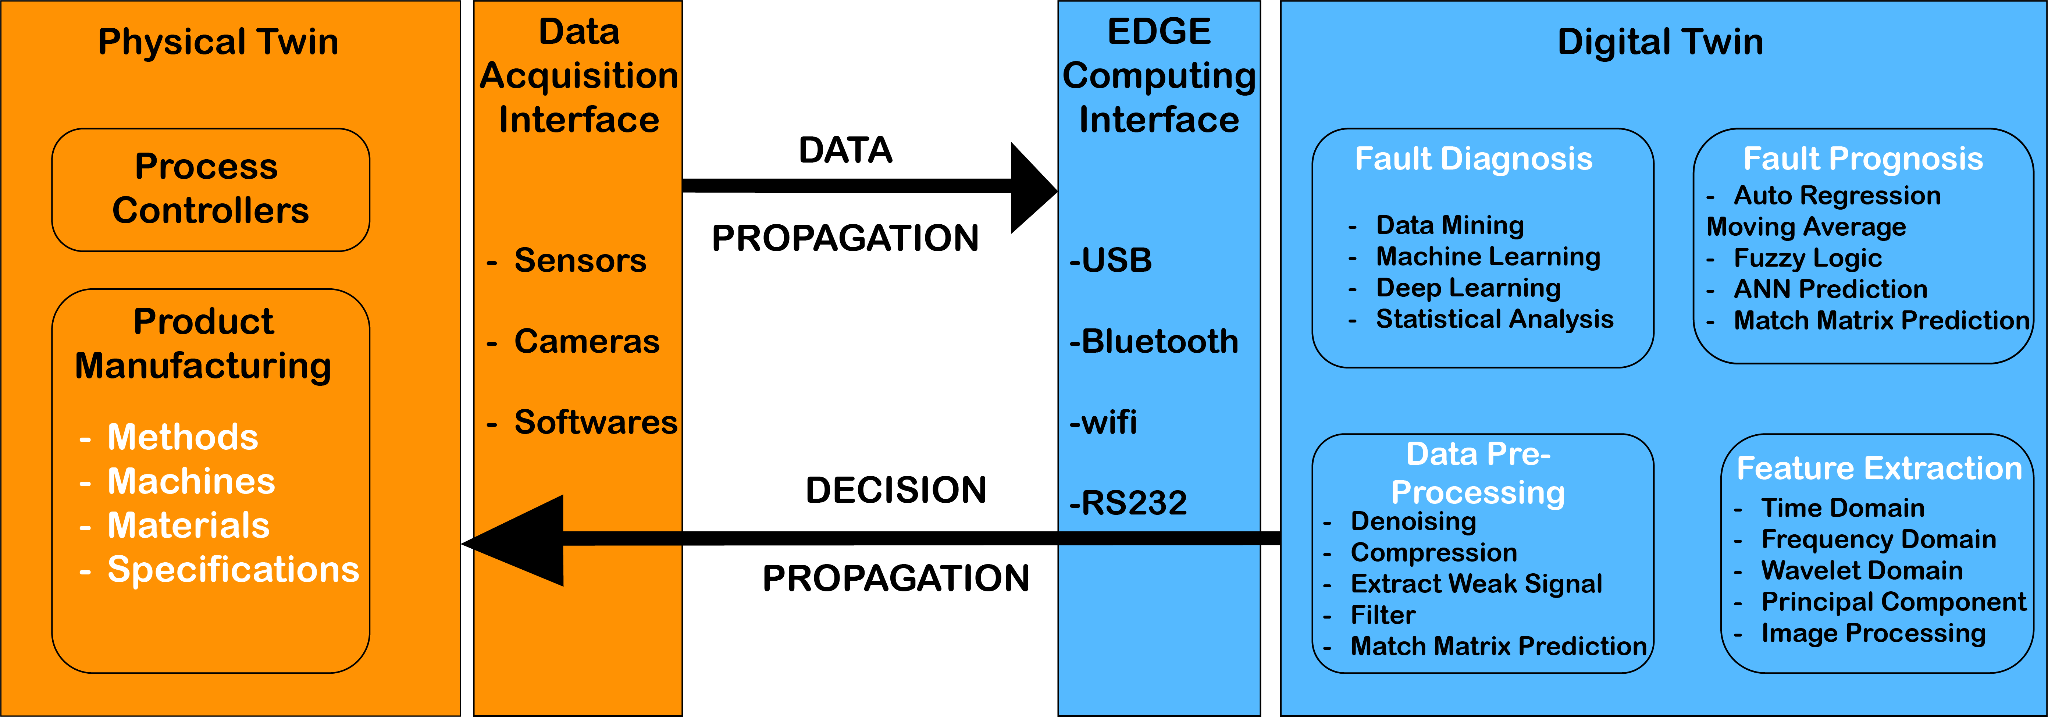 Physical Twin
Process
Controllers
Product
Manufacturing
- Methods
- Machines
- Materials
- Specifications
Data
Acquisition
Interface
- Sensors
- Cameras
- Softwares
DATA
PROPAGATION
DECISION
PROPAGATION
EDGE
Computing
Interface
-USB
-Bluetooth
-wifi
-RS232
Digital Twin
Fault Diagnosis
- Data Mining
- Machine Learning
- Deep Learning
- Statistical Analysis
Fault Prognosis
- Auto Regression
Moving Average
- Fuzzy Logic
- ANN Prediction
- Match Matrix Prediction
Data Pre-
Processing
- Denoising
- Compression
- Extract Weak Signal
- Filter
- Match Matrix Prediction
Feature Extraction
- Time Domain
- Frequency Domain
- Wavelet Domain
- Principal Component
- Image Processing